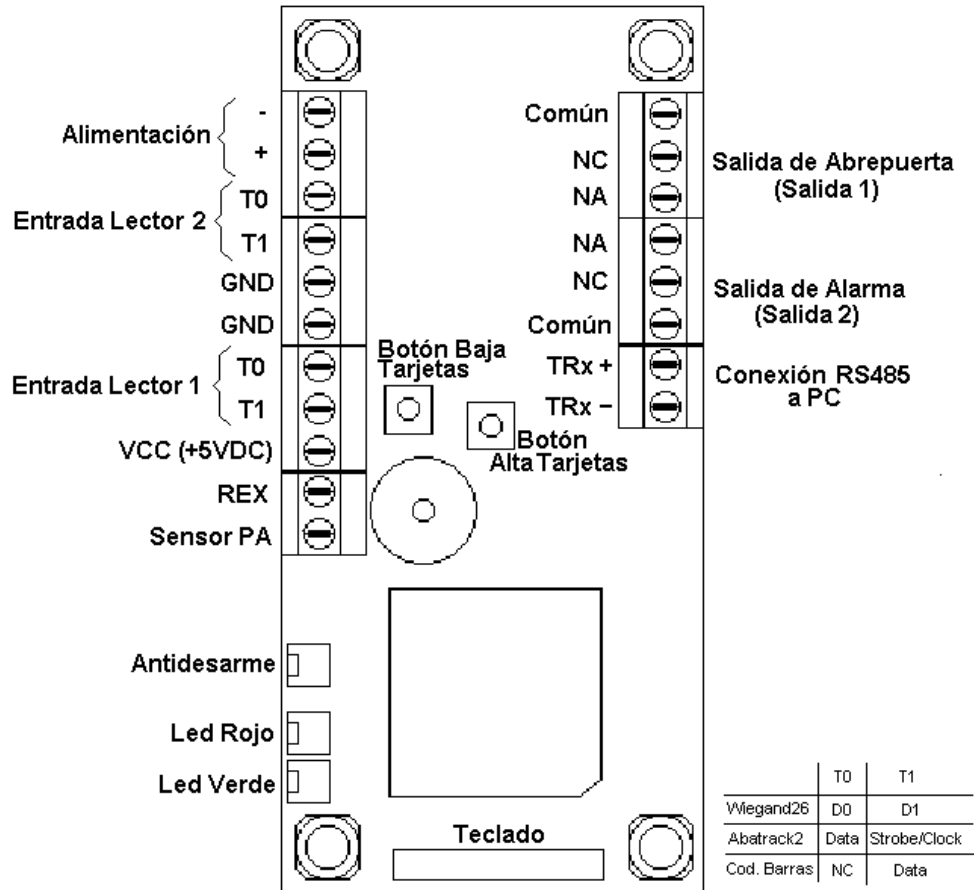 Alimentación
-
+
Entrada Lector 2
T0
T1
GND
GND
Entrada Lector 1
T0
T1
VCC (+5VDC)
REX
Sensor PA
Antidesarme
Led Rojo
Led Verde
Botón Baja
Tarjetas
Botón
Alta Tarjetas
Teclado
Común
NC
NA
Salida de Abrepuerta
(Salida 1)
NA
NC
Común
Salida de Alarma
(Salida 2)
TRx +
TRx –
Conexión RS485
a PC
T0 T1
Wiegand26 D0 D1
Abatrack2 Data Strobe/Clock
Cod. Barras NC Data